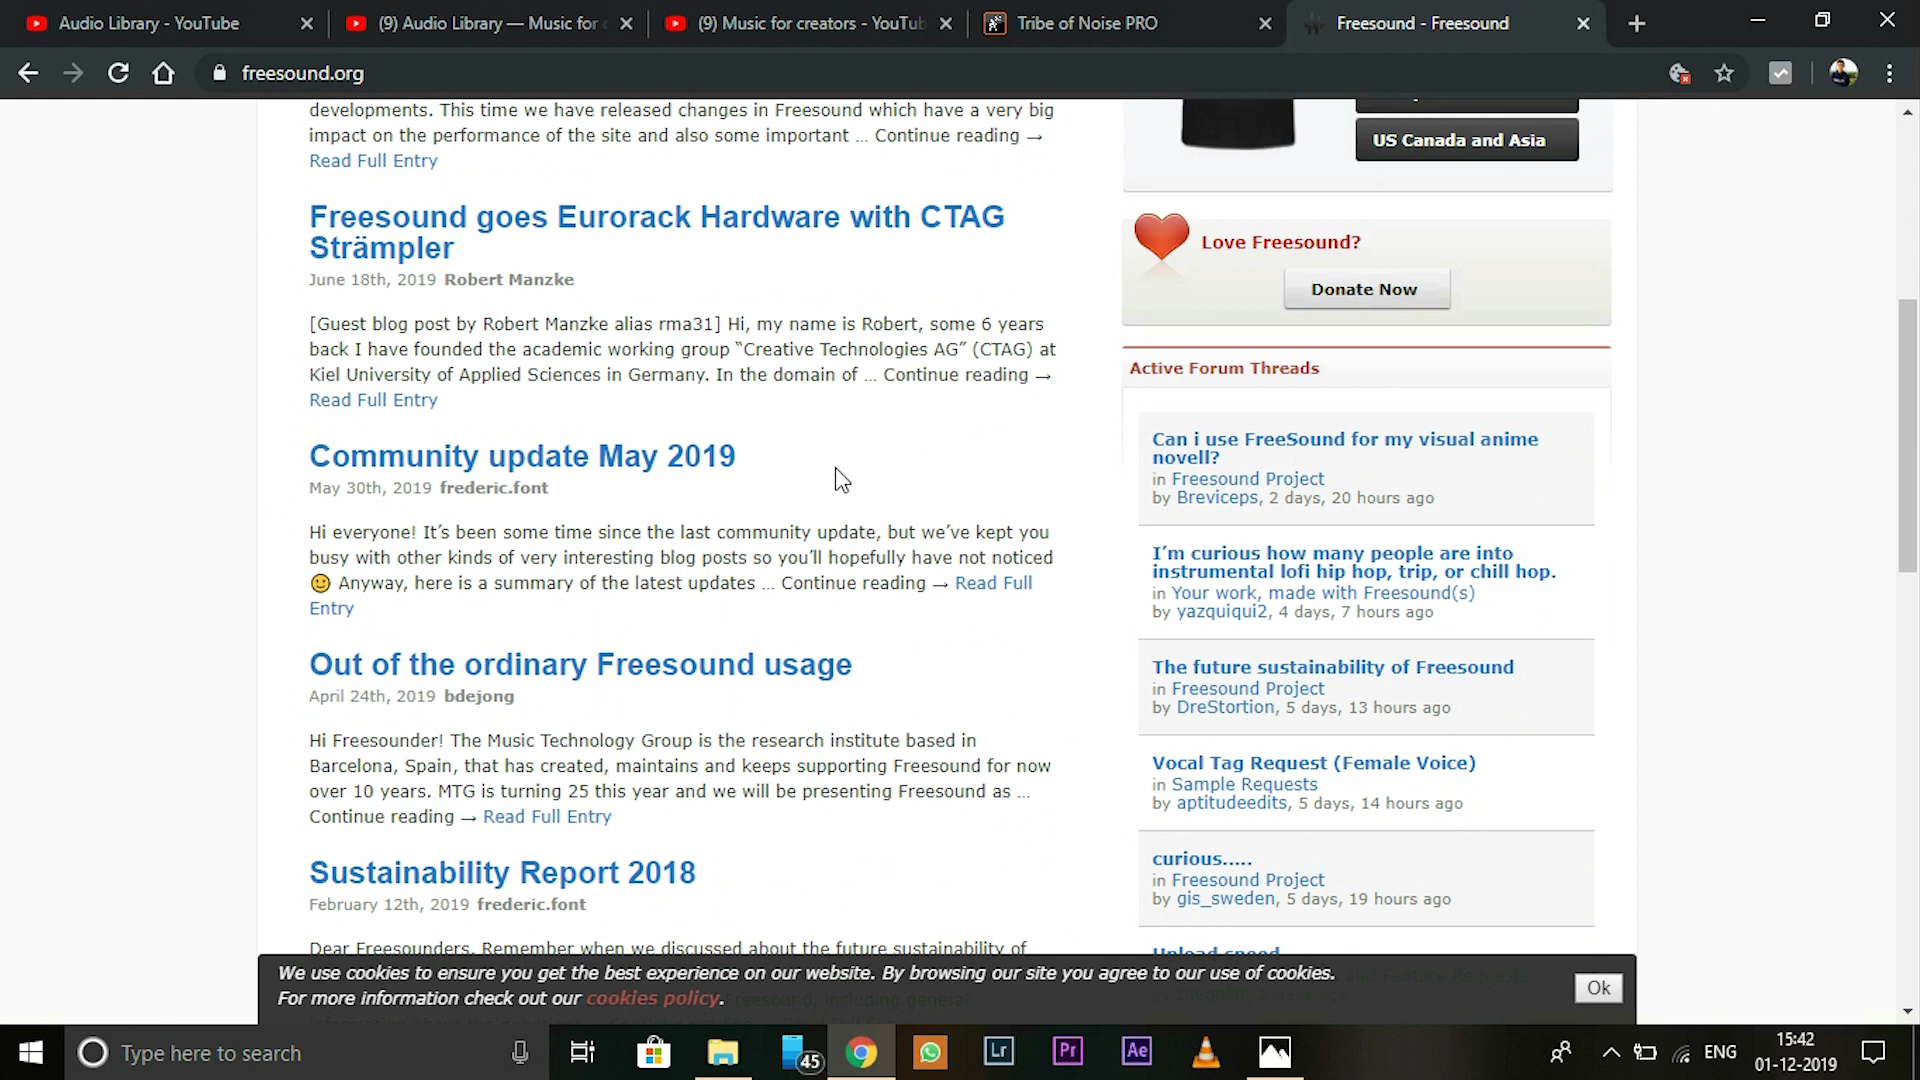 Audio Library - YouTube
(9) Audio Library — Music for c
(9) Music for creators - YouTub
Tribe of Noise PRO
Freesound - Freesound
freesound.org
developments. This time we have released changes in Freesound which have a very big
impact on the performance of the site and also some important ... Continue reading →
Read Full Entry
Freesound goes Eurorack Hardware with CTAG
Strämpler
June 18th, 2019 Robert Manzke
[Guest blog post by Robert Manzke alias rma31] Hi, my name is Robert, some 6 years
back I have founded the academic working group “Creative Technologies AG” (CTAG) at
Kiel University of Applied Sciences in Germany. In the domain of ... Continue reading →
Read Full Entry
Community update May 2019
May 30th, 2019 frederic.font
Hi everyone! It’s been some time since the last community update, but we’ve kept you
busy with other kinds of very interesting blog posts so you’ll hopefully have not noticed
🙂 Anyway, here is a summary of the latest updates ... Continue reading → Read Full
Entry
Out of the ordinary Freesound usage
April 24th, 2019 bdejong
Hi Freesounder! The Music Technology Group is the research institute based in
Barcelona, Spain, that has created, maintains and keeps supporting Freesound for now
over 10 years. MTG is turning 25 this year and we will be presenting Freesound as ...
Continue reading → Read Full Entry
Sustainability Report 2018
February 12th, 2019 frederic.font
Dear Freesounders, Remember when we discussed about the future sustainability of
US Canada and Asia
Love Freesound?
Donate Now
Active Forum Threads
Can i use FreeSound for my visual anime
novell?
in Freesound Project
by Breviceps, 2 days, 20 hours ago
I’m curious how many people are into
instrumental lofi hip hop, trip, or chill hop.
in Your work, made with Freesound(s)
by yazquiqui2, 4 days, 7 hours ago
The future sustainability of Freesound
in Freesound Project
by DreStortion, 5 days, 13 hours ago
Vocal Tag Request (Female Voice)
in Sample Requests
by aptitudeedits, 5 days, 14 hours ago
curious.....
in Freesound Project
by gis_sweden, 5 days, 19 hours ago
Upload speed
We use cookies to ensure you get the best experience on our website. By browsing our site you agree to our use of cookies.
For more information check out our cookies policy.
Freesound, including general
Ok
Type here to search
45
Lr
Pr
Ae
ENG
15:42
01-12-2019